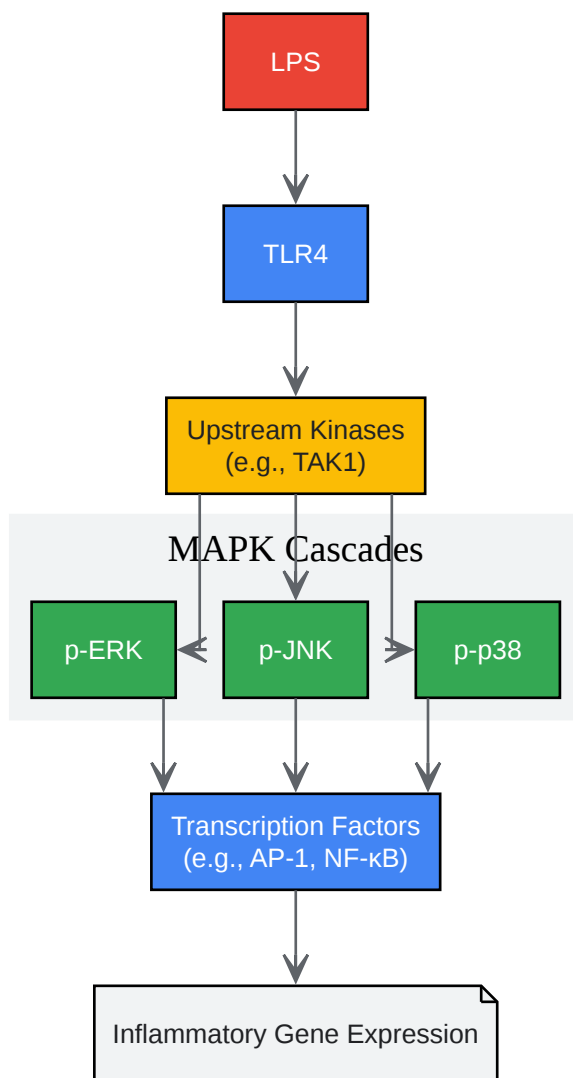 LPS
TLR4
Upstream Kinases
(e.g., TAK1)
MAPK Cascades
p-ERK
p-JNK
p-p38
Transcription Factors
(e.g., AP-1, NF-κB)
Inflammatory Gene Expression